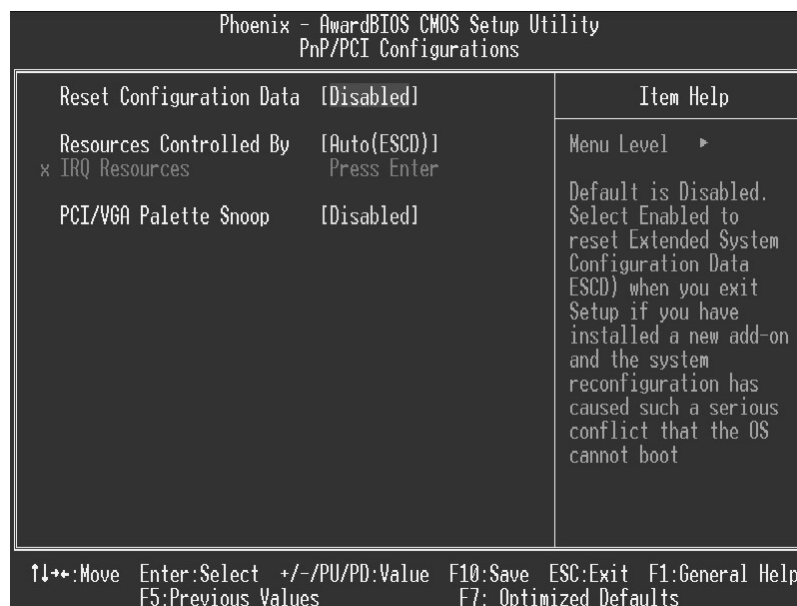 Phoenix - AwardBIOS CMOS Setup Utility
PnP/PCI Configurations
Reset Configuration Data [Disabled]
Resources Controlled By [Auto(ESCD)]
x IRQ Resources Press Enter
PCI/VGA Palette Snoop [Disabled]
Item Help
Menu Level ►
Default is Disabled.
Select Enabled to
reset Extended System
Configuration Data
ESCD) when you exit
Setup if you have
installed a new add-on
and the system
reconfiguration has
caused such a serious
conflict that the OS
cannot boot
↑↓→←:Move Enter:Select +/-/PU/PD:Value F10:Save ESC:Exit F1:General Help
F5:Previous Values F7: Optimized Defaults